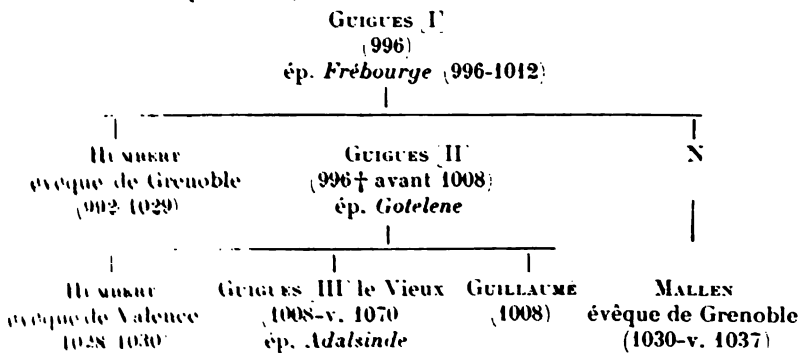 GUIGUES [I]
(996)
ép. Frébourge (996-1012)
HUMBERT GUIGUES [II] N
évêque de Grenoble (996† avant 1008)
(992-1029) ép. Gotelene
HUMBERT GUIGUES [III] le Vieux GUILLAUME MALLEN
évêque de Valence (1008-v. 1070 (1008) évêque de Grenoble
1028-1030 ép. Adalsinde (1030-v. 1037)